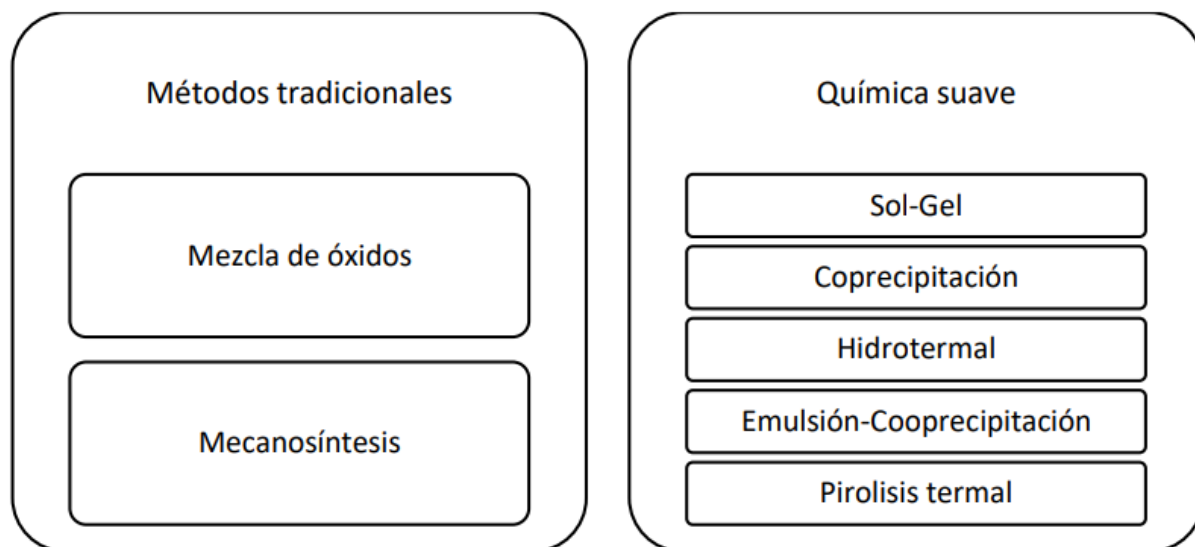 Métodos tradicionales
Mezcla de óxidos
Mecanosíntesis
Química suave
Sol-Gel
Coprecipitación
Hidrotermal
Emulsión-Cooprecipitación
Pirolisis termal